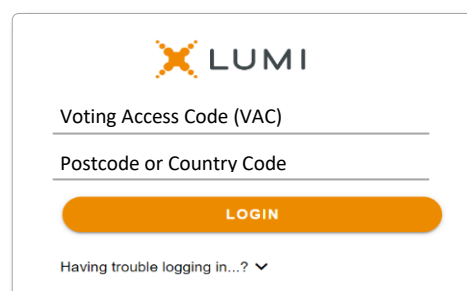 LUMI
Voting Access Code (VAC)
Postcode or Country Code
LOGIN
Having trouble logging in...?